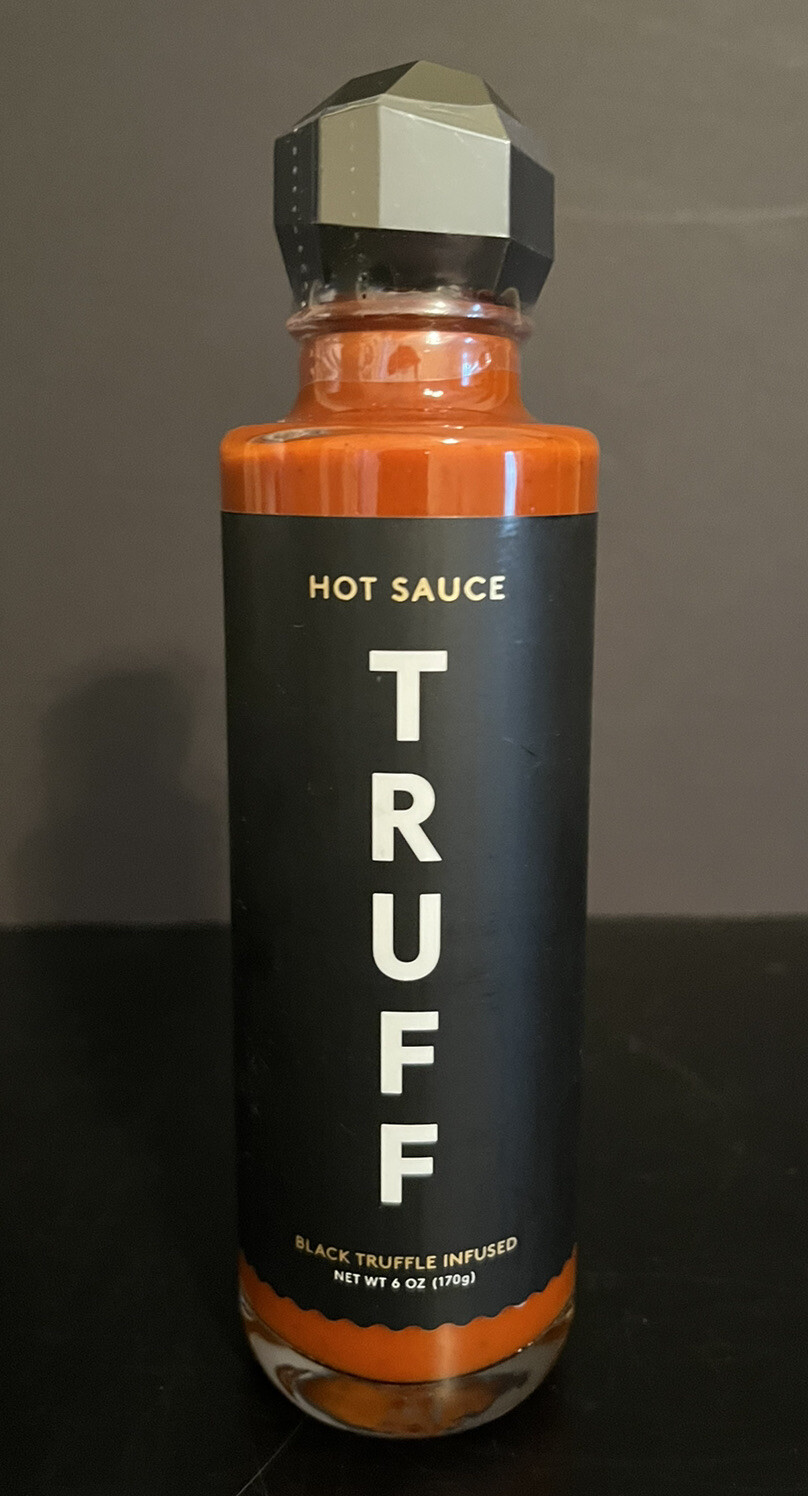 HOT SAUCE
TRUFF
BLACK TRUFFLE INFUSED
NET WT 6 OZ (170g)